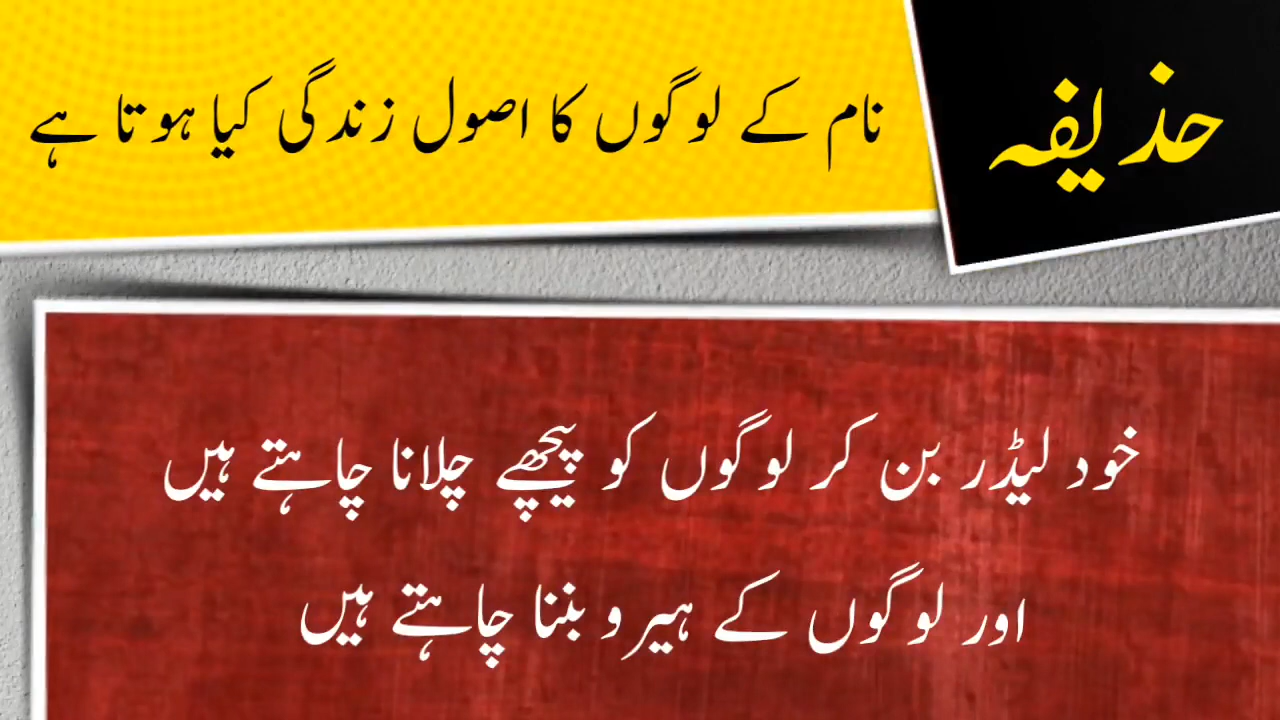 حذیفہ
نام کے لوگوں کا اصول زندگی کیا ہوتا ہے
خود لیڈر بن کر لوگوں کو پیچھے چلانا چاہتے ہیں
اور لوگوں کے ہیرو بننا چاہتے ہیں